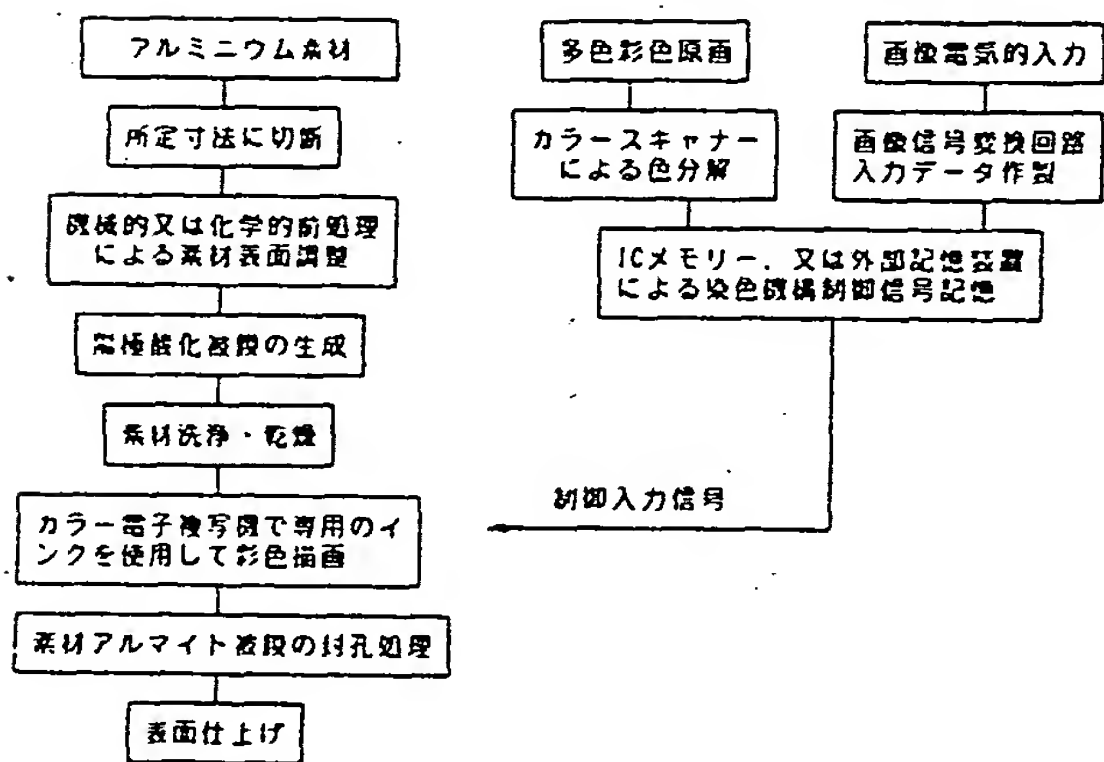 アルミニウム素材
所定寸法に切断
機械的又は化学的前処理
による素材表面調整
陽極酸化被膜の生成
素材洗浄・乾燥
カラー電子複写機で専用のイ
ンクを使用して彩色描画
素材アルマイト被膜の封孔処理
表面仕上げ
多色彩色原画
カラースキャナー
による色分解
画像電気的入力
画像信号変換回路
入力データ作製
ICメモリー、又は外部記憶装置
による染色機構制御信号記憶
制御入力信号